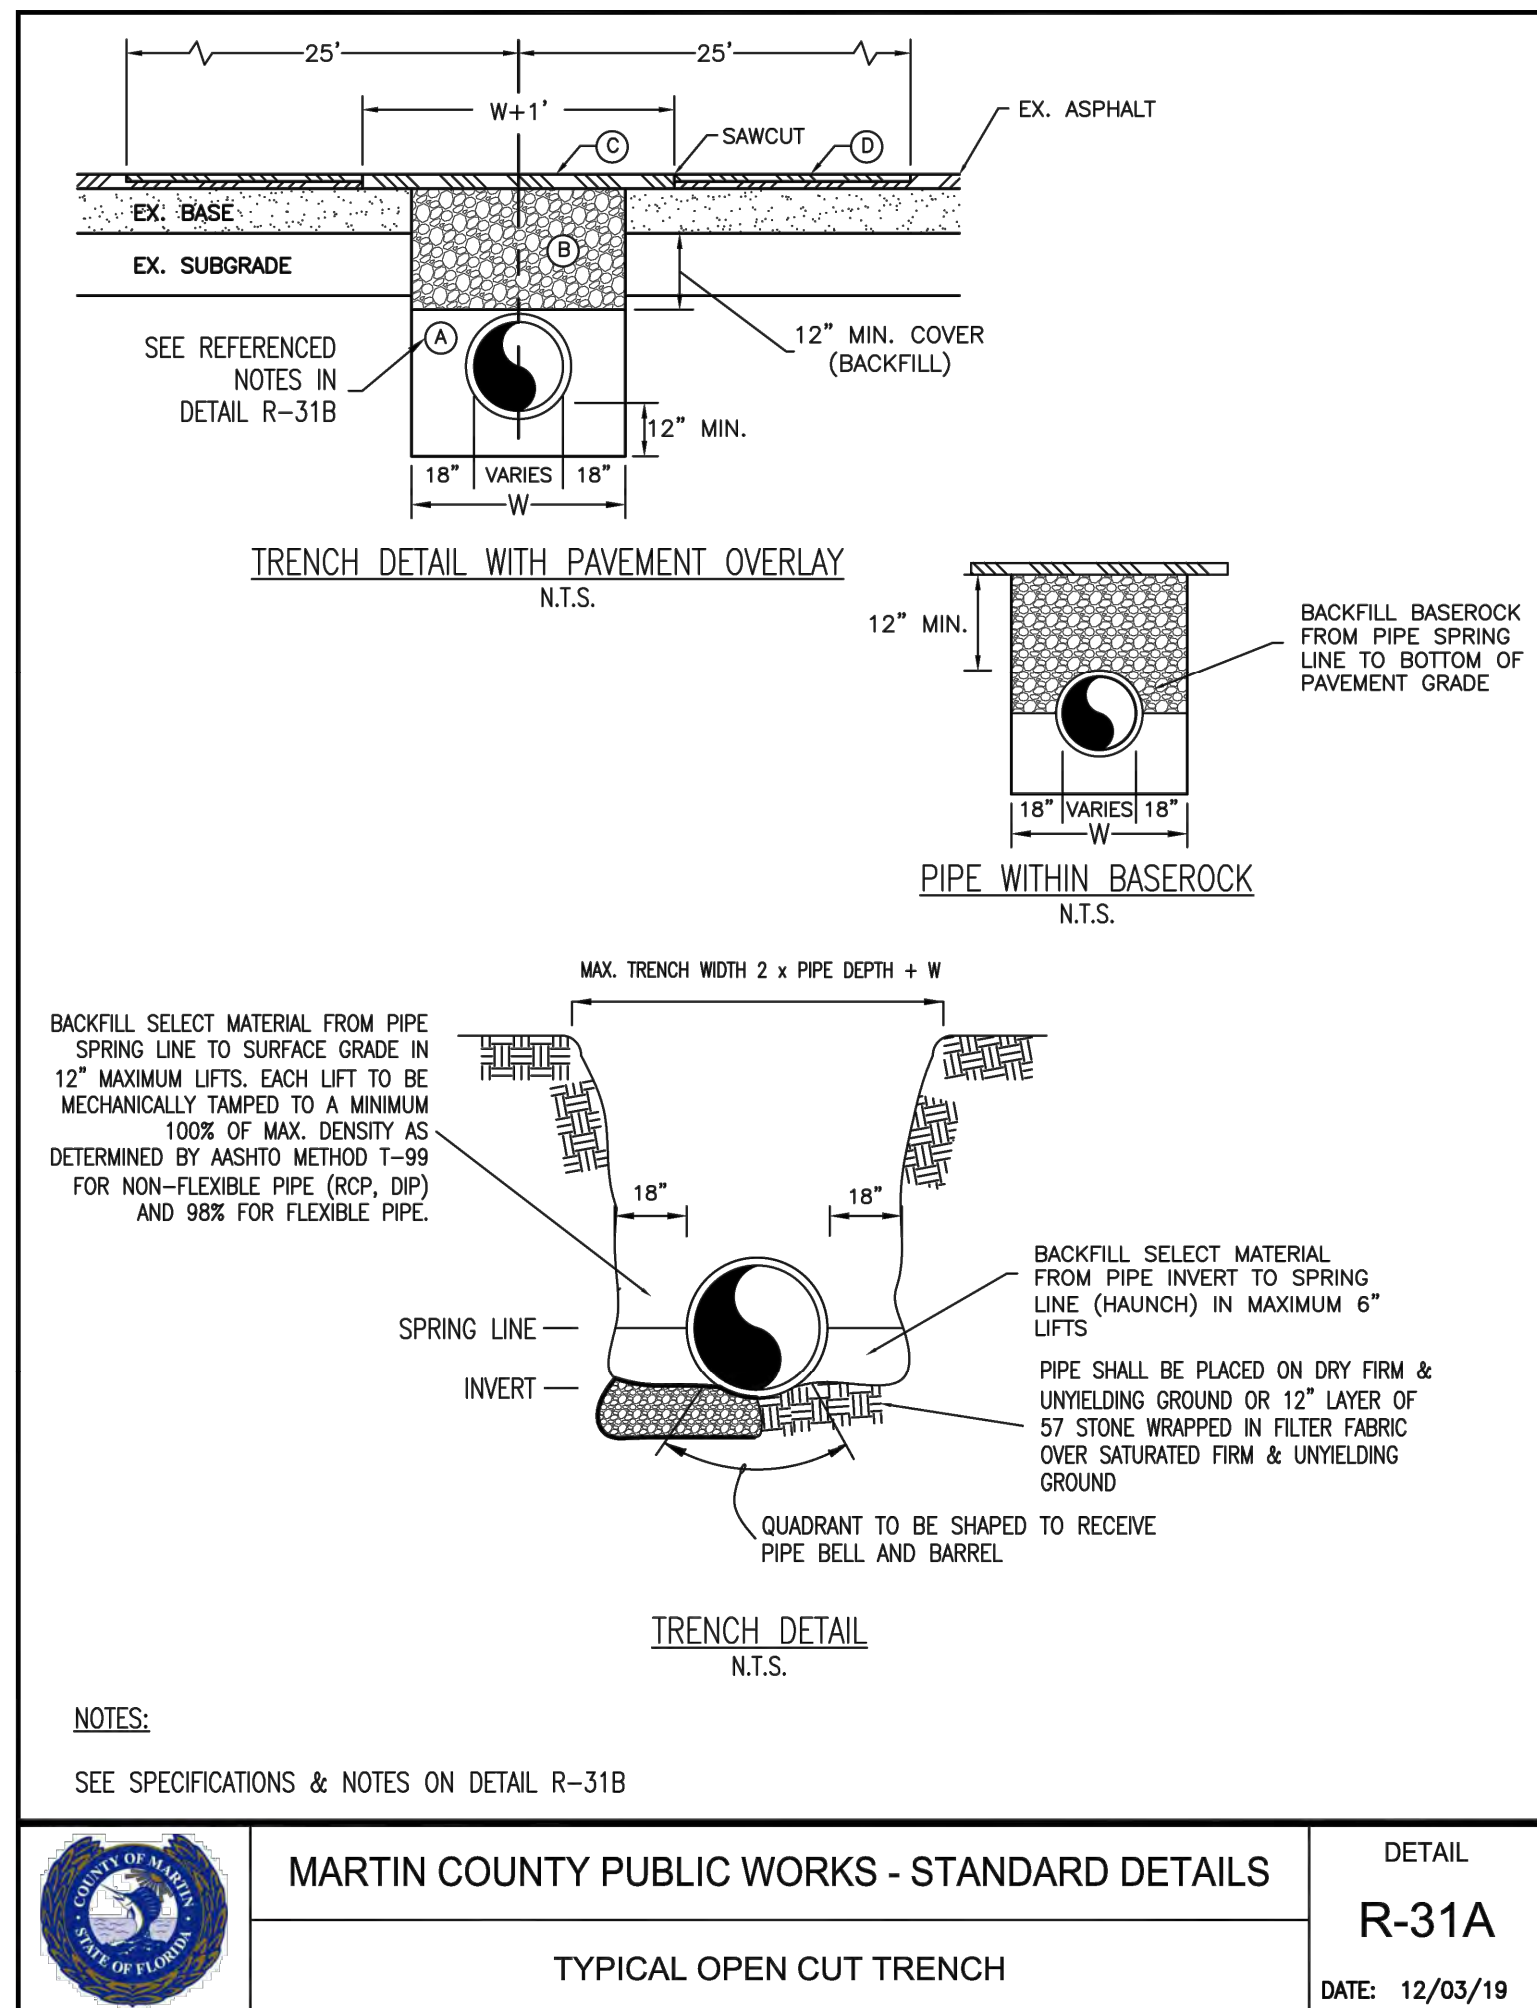 25'
25'
W+1'
EX. ASPHALT
C
SAWCUT
D
EX. BASE
B
EX. SUBGRADE
A
SEE REFERENCED
NOTES IN
DETAIL R-31B
12" MIN. COVER
(BACKFILL)
12" MIN.
18"
VARIES
18"
W
TRENCH DETAIL WITH PAVEMENT OVERLAY
N.T.S.
12" MIN.
BACKFILL BASEROCK
FROM PIPE SPRING
LINE TO BOTTOM OF
PAVEMENT GRADE
18"
VARIES
18"
W
PIPE WITHIN BASEROCK
N.T.S.
MAX. TRENCH WIDTH 2 x PIPE DEPTH + W
BACKFILL SELECT MATERIAL FROM PIPE
SPRING LINE TO SURFACE GRADE IN
12" MAXIMUM LIFTS. EACH LIFT TO BE
MECHANICALLY TAMPED TO A MINIMUM
100% OF MAX. DENSITY AS
DETERMINED BY AASHTO METHOD T-99
FOR NON-FLEXIBLE PIPE (RCP, DIP)
AND 98% FOR FLEXIBLE PIPE.
18"
18"
BACKFILL SELECT MATERIAL
FROM PIPE INVERT TO SPRING
LINE (HAUNCH) IN MAXIMUM 6"
LIFTS
SPRING LINE
INVERT
PIPE SHALL BE PLACED ON DRY FIRM &
UNYIELDING GROUND OR 12" LAYER OF
57 STONE WRAPPED IN FILTER FABRIC
OVER SATURATED FIRM & UNYIELDING
GROUND
QUADRANT TO BE SHAPED TO RECEIVE
PIPE BELL AND BARREL
TRENCH DETAIL
N.T.S.
NOTES:
SEE SPECIFICATIONS & NOTES ON DETAIL R-31B
COUNTY OF MARTIN
STATE OF FLORIDA
MARTIN COUNTY PUBLIC WORKS - STANDARD DETAILS
TYPICAL OPEN CUT TRENCH
DETAIL
R-31A
DATE: 12/03/19